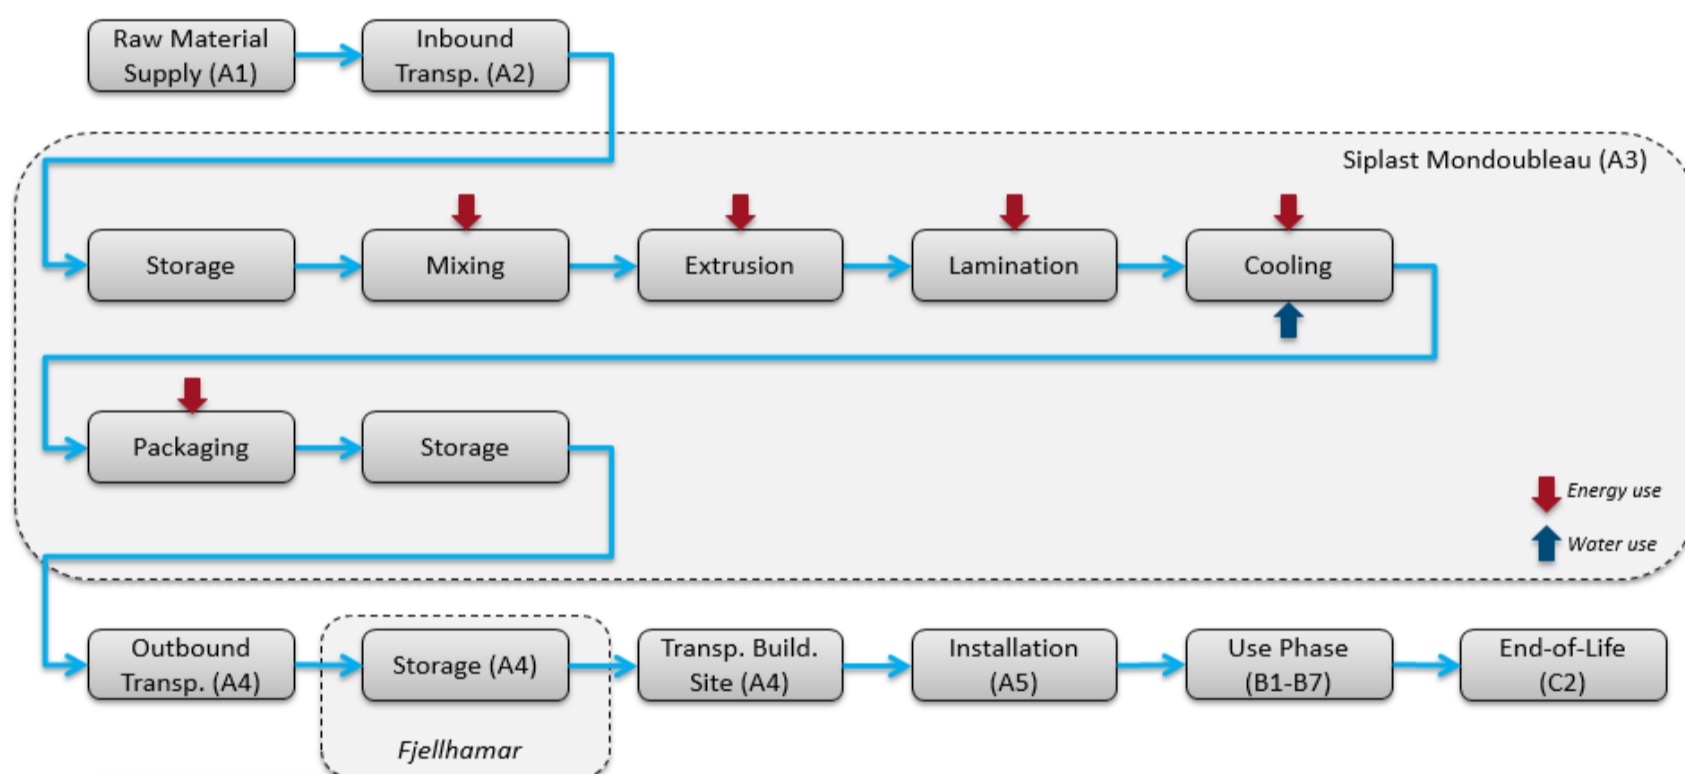 Raw Material
Supply (A1)
Inbound
Transp. (A2)
Siplast Mondoubleau (A3)
Storage
Mixing
Extrusion
Lamination
Cooling
Packaging
Storage
Energy use
Water use
Outbound
Transp. (A4)
Storage (A4)
Transp. Build.
Site (A4)
Installation
(A5)
Use Phase
(B1-B7)
End-of-Life
(C2)
Fjellhamar